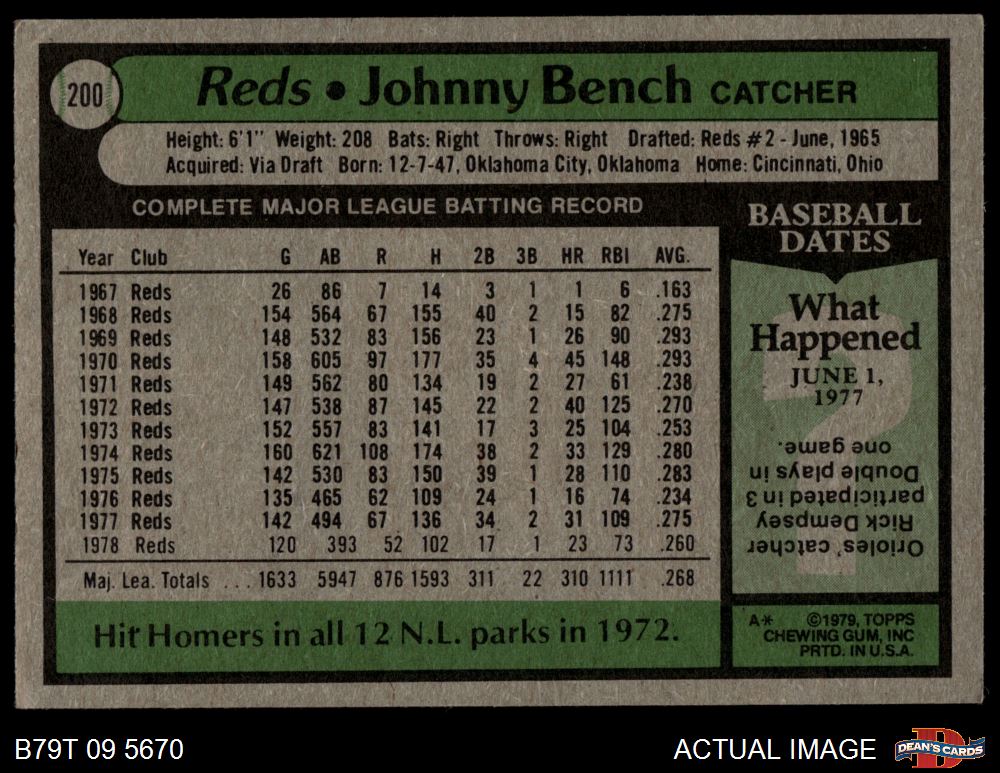 200
Reds • Johnny Bench CATCHER
Height: 6'1" Weight: 208 Bats: Right Throws: Right Drafted: Reds #2 - June, 1965
Acquired: Via Draft Born: 12-7-47, Oklahoma City, Oklahoma Home: Cincinnati, Ohio
COMPLETE MAJOR LEAGUE BATTING RECORD
Year Club G AB R H 2B 3B HR RBI AVG.
1967 Reds 26 86 7 14 3 1 1 6 .163
1968 Reds 154 564 67 155 40 2 15 82 .275
1969 Reds 148 532 83 156 23 1 26 90 .293
1970 Reds 158 605 97 177 35 4 45 148 .293
1971 Reds 149 562 80 134 19 2 27 61 .238
1972 Reds 147 538 87 145 22 2 40 125 .270
1973 Reds 152 557 83 141 17 3 25 104 .253
1974 Reds 160 621 108 174 38 2 33 129 .280
1975 Reds 142 530 83 150 39 1 28 110 .283
1976 Reds 135 465 62 109 24 1 16 74 .234
1977 Reds 142 494 67 136 34 2 31 109 .275
1978 Reds 120 393 52 102 17 1 23 73 .260
Maj. Lea. Totals ... 1633 5947 876 1593 311 22 310 1111 .268
Hit Homers in all 12 N.L. parks in 1972.
BASEBALL
DATES
What
Happened
JUNE 1,
1977
?
Orioles' catcher
Rick Dempsey
participated in 3
Double plays in
one game.
A* ©1979, TOPPS
CHEWING GUM, INC
PRTD. IN U.S.A.
B79T 09 5670
ACTUAL IMAGE
D
DEAN'S CARDS